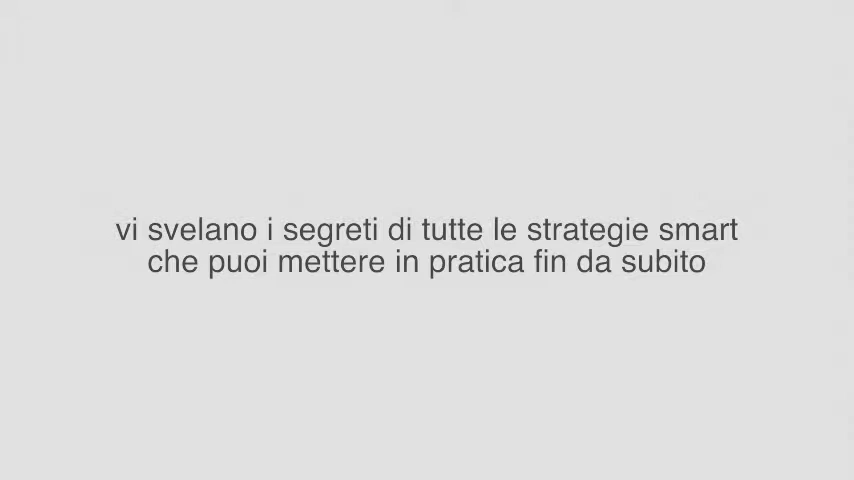 vi svelano i segreti di tutte le strategie smart
che puoi mettere in pratica fin da subito